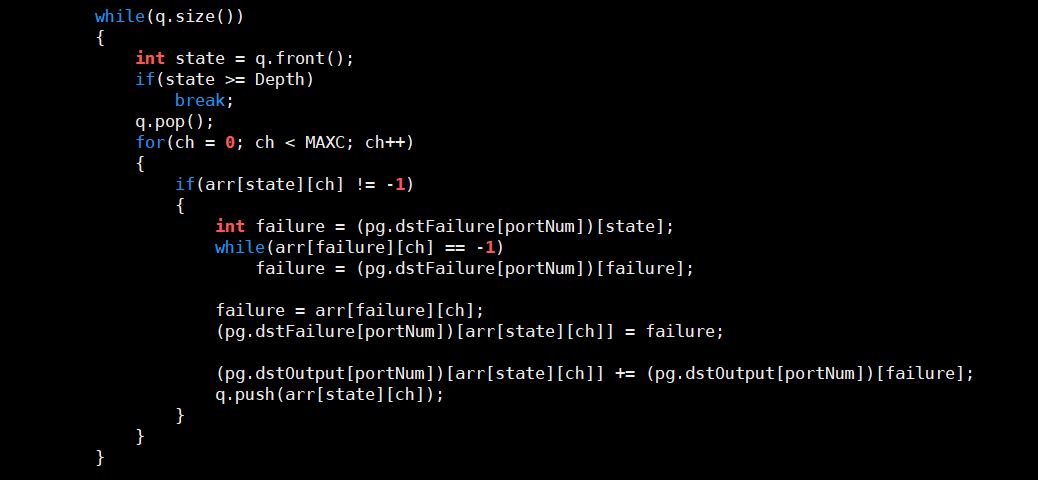 while(q.size())
{
int state = q.front();
if(state >= Depth)
break;
q.pop();
for(ch = 0; ch < MAXC; ch++)
{
if(arr[state][ch] != -1)
{
int failure = (pg.dstFailure[portNum])[state];
while(arr[failure][ch] == -1)
failure = (pg.dstFailure[portNum])[failure];
failure = arr[failure][ch];
(pg.dstFailure[portNum])[arr[state][ch]] = failure;
(pg.dstOutput[portNum])[arr[state][ch]] += (pg.dstOutput[portNum])[failure];
q.push(arr[state][ch]);
}
}
}